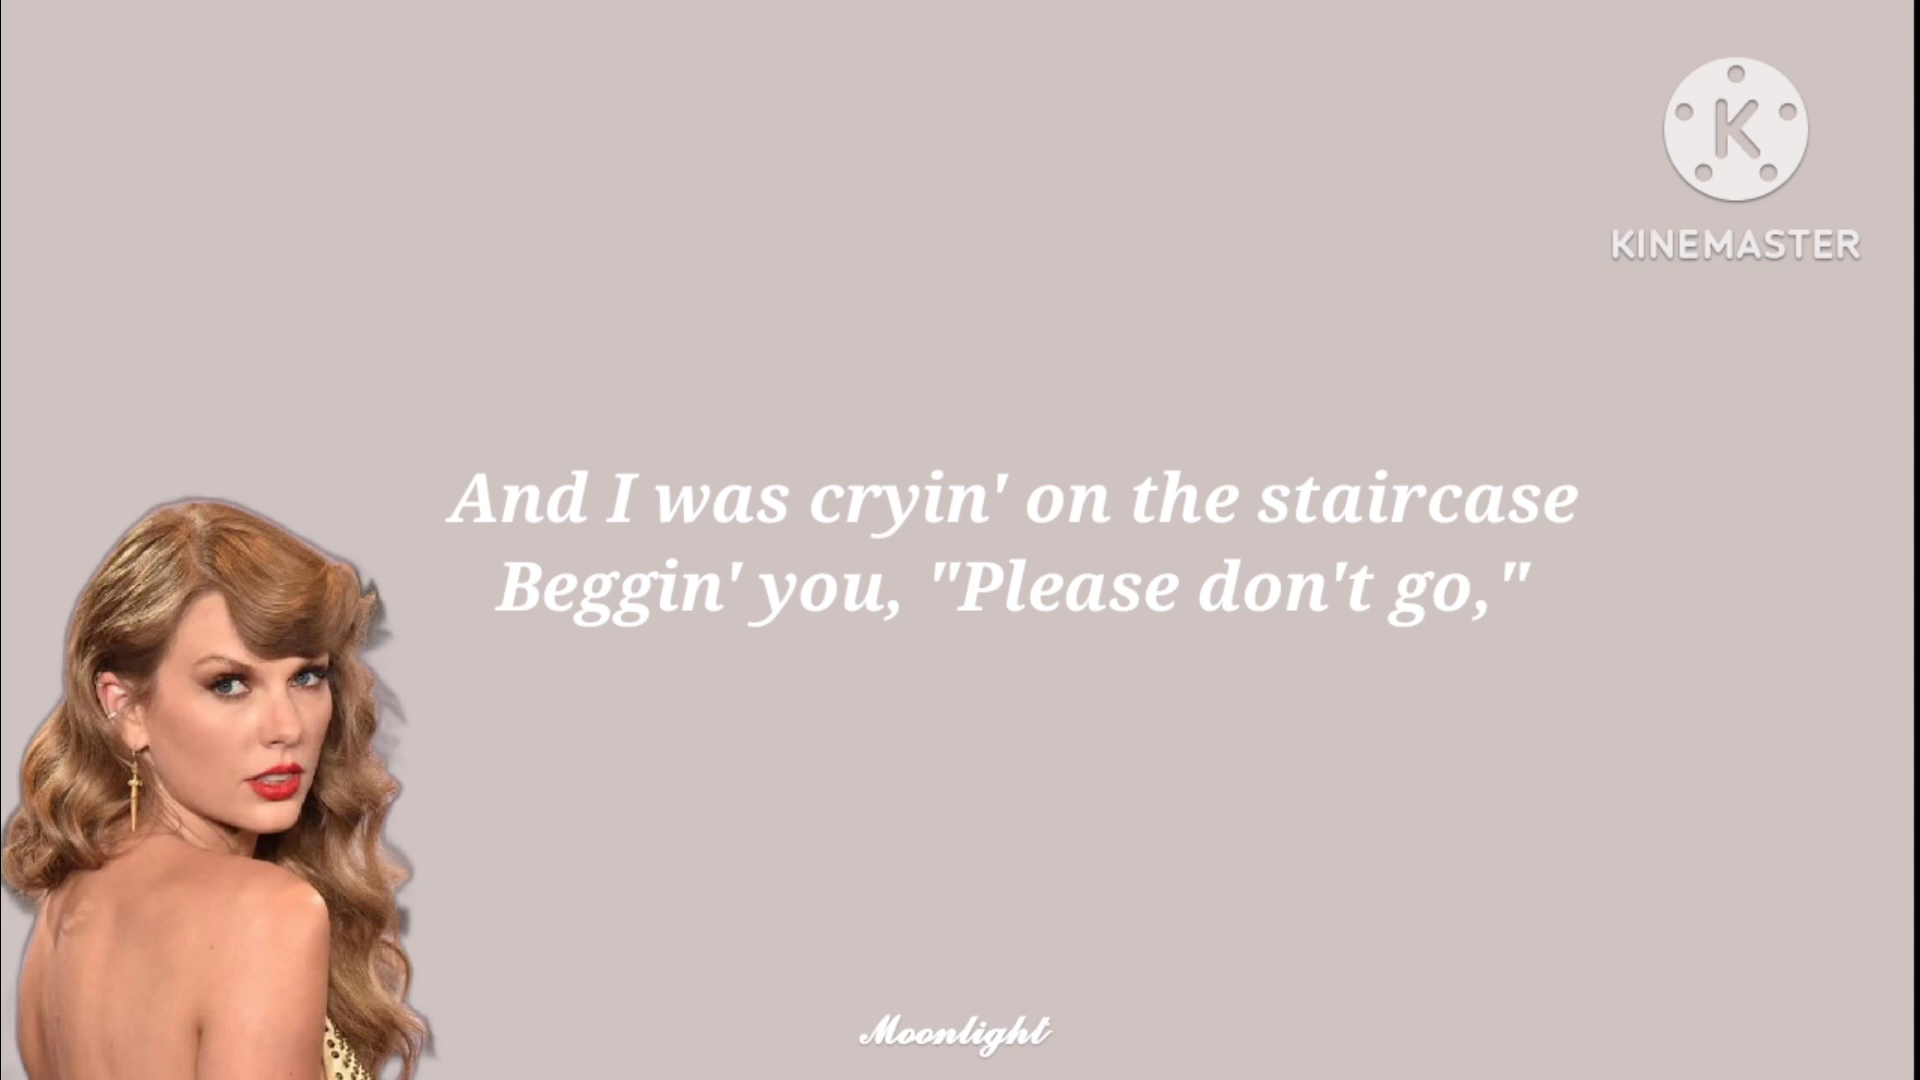 K
KINEMASTER
And I was cryin' on the staircase
Beggin' you, "Please don't go,"
Moonlight